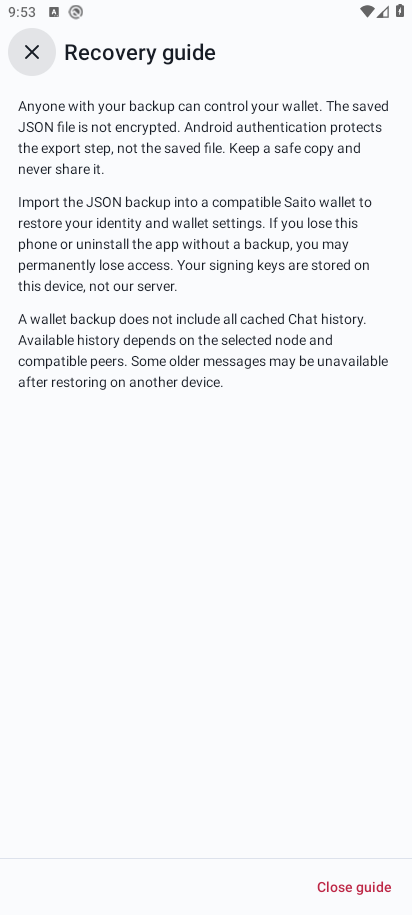 9:53
Recovery guide
Anyone with your backup can control your wallet. The saved
JSON file is not encrypted. Android authentication protects
the export step, not the saved file. Keep a safe copy and
never share it.
Import the JSON backup into a compatible Saito wallet to
restore your identity and wallet settings. If you lose this
phone or uninstall the app without a backup, you may
permanently lose access. Your signing keys are stored on
this device, not our server.
A wallet backup does not include all cached Chat history.
Available history depends on the selected node and
compatible peers. Some older messages may be unavailable
after restoring on another device.
Close guide